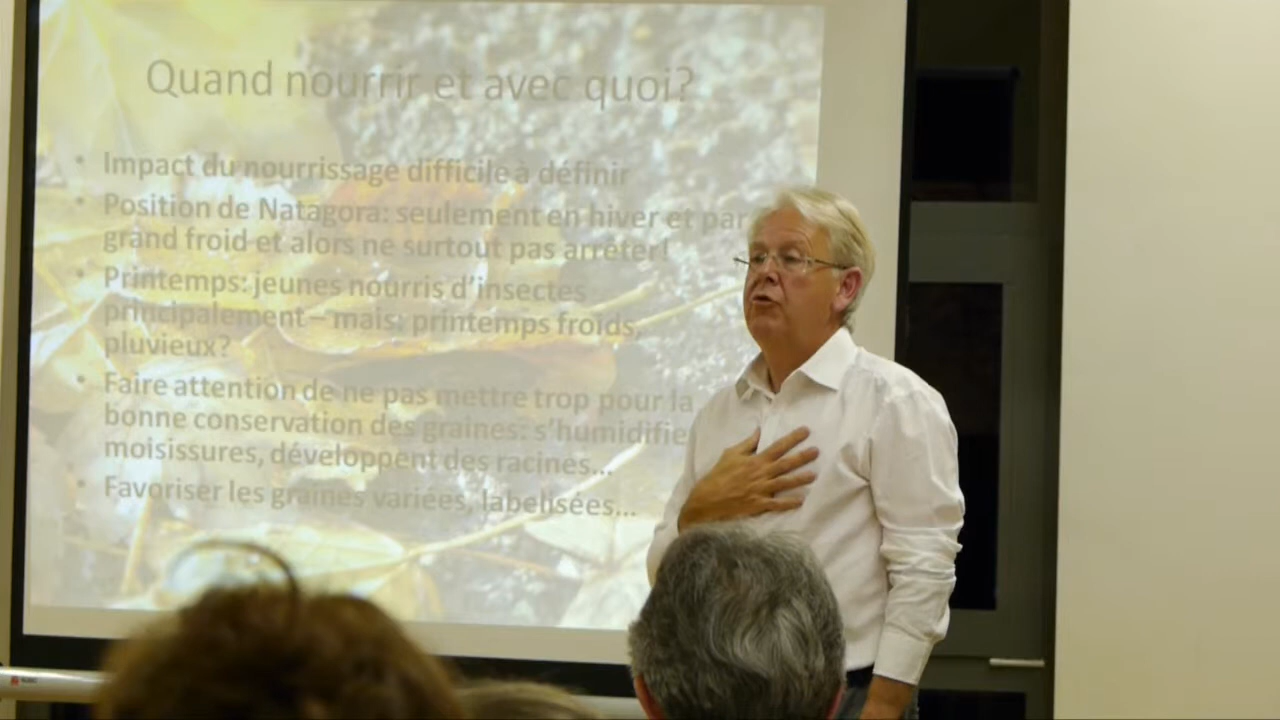 Quand nourrir et avec quoi?
• Impact du nourrissage difficile à définir
• Position de Natagora: seulement en hiver et par
grand froid et alors ne surtout pas arrêter!
• Printemps: jeunes nourris d'insectes
principalement – mais: printemps froids,
pluvieux?
• Faire attention de ne pas mettre trop pour la
bonne conservation des graines: s'humidifie
moisissures, développent des racines...
• Favoriser les graines variées, labelisées...